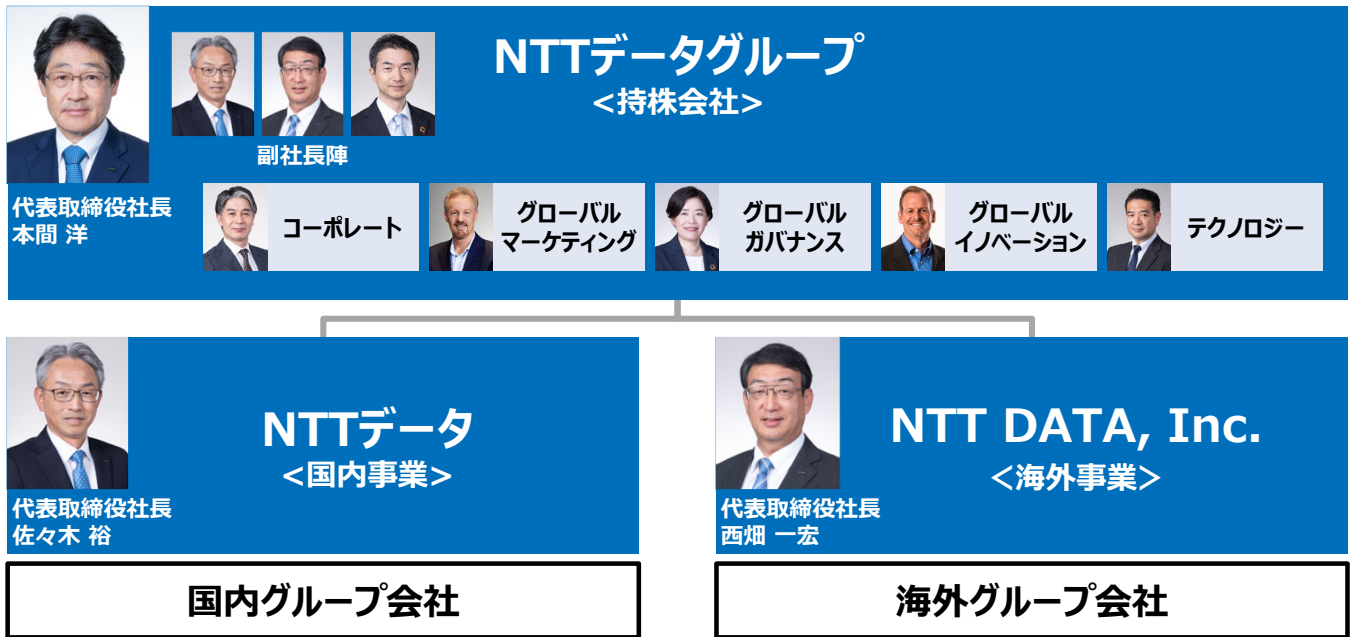 NTTデータグループ
<持株会社>
副社長陣
代表取締役社長
本間 洋
コーポレート
グローバル
マーケティング
グローバル
ガバナンス
グローバル
イノベーション
テクノロジー
NTTデータ
<国内事業>
代表取締役社長
佐々木 裕
国内グループ会社
NTT DATA, Inc.
<海外事業>
代表取締役社長
西畑 一宏
海外グループ会社